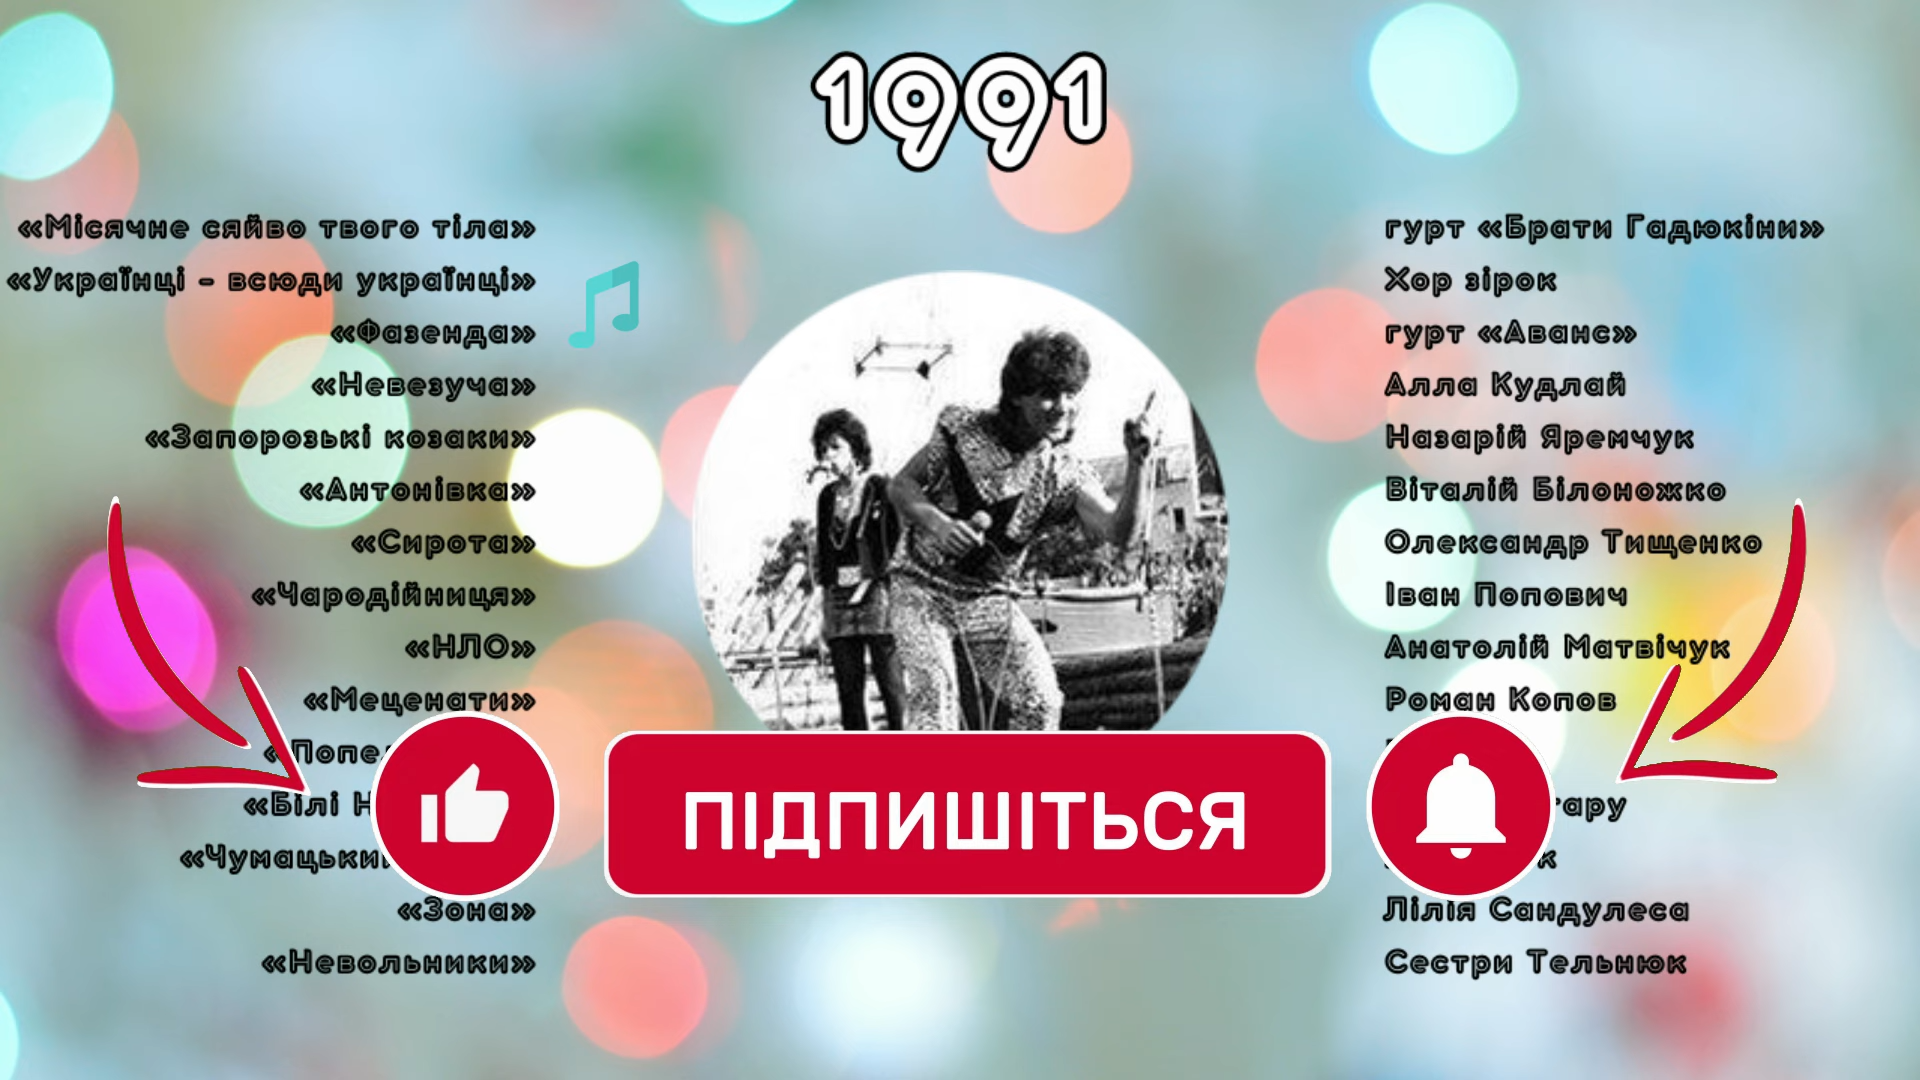 1991
«Місячне сяйво твого тіла»
«Українці - всюди українці»
«Фазенда»
«Невезуча»
«Запорозькі козаки»
«Антонівка»
«Сирота»
«Чародійниця»
«НЛО»
«Меценати»
«Білі
«Чумацький
«Зона»
«Невольники»
гурт «Брати Гадюкіни»
Хор зірок
гурт «Аванс»
Алла Кудлай
Назарій Яремчук
Віталій Білоножко
Олександр Тищенко
Іван Попович
Анатолій Матвічук
Роман Копов
Лілія Сандулеса
Сестри Тельнюк
ПІДПИШІТЬСЯ